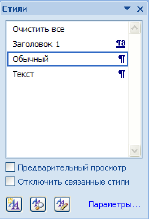 Стили
Очистить все
Заголовок 1
Обычный
Текст
Предварительный просмотр
Отключить связанные стили
Параметры...